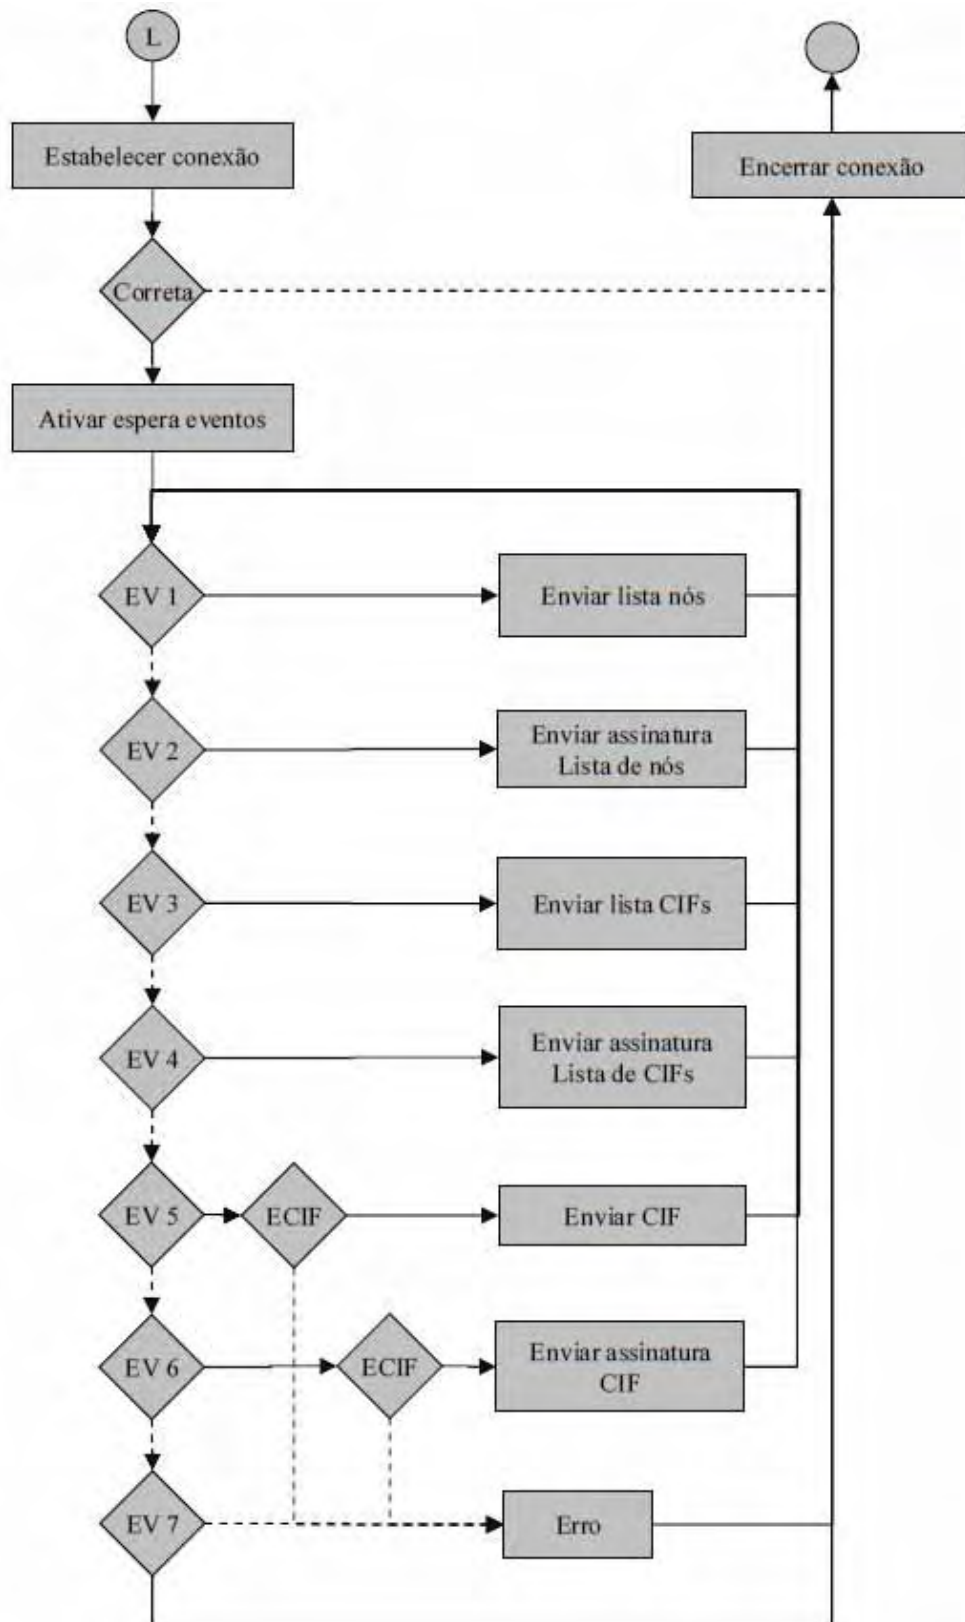 L
Estabelecer conexão
Encerrar conexão
Correta
Ativar espera eventos
EV 1
Enviar lista nós
EV 2
Enviar assinatura
Lista de nós
EV 3
Enviar lista CIFs
EV 4
Enviar assinatura
Lista de CIFs
EV 5
ECIF
Enviar CIF
EV 6
ECIF
Enviar assinatura
CIF
EV 7
Erro